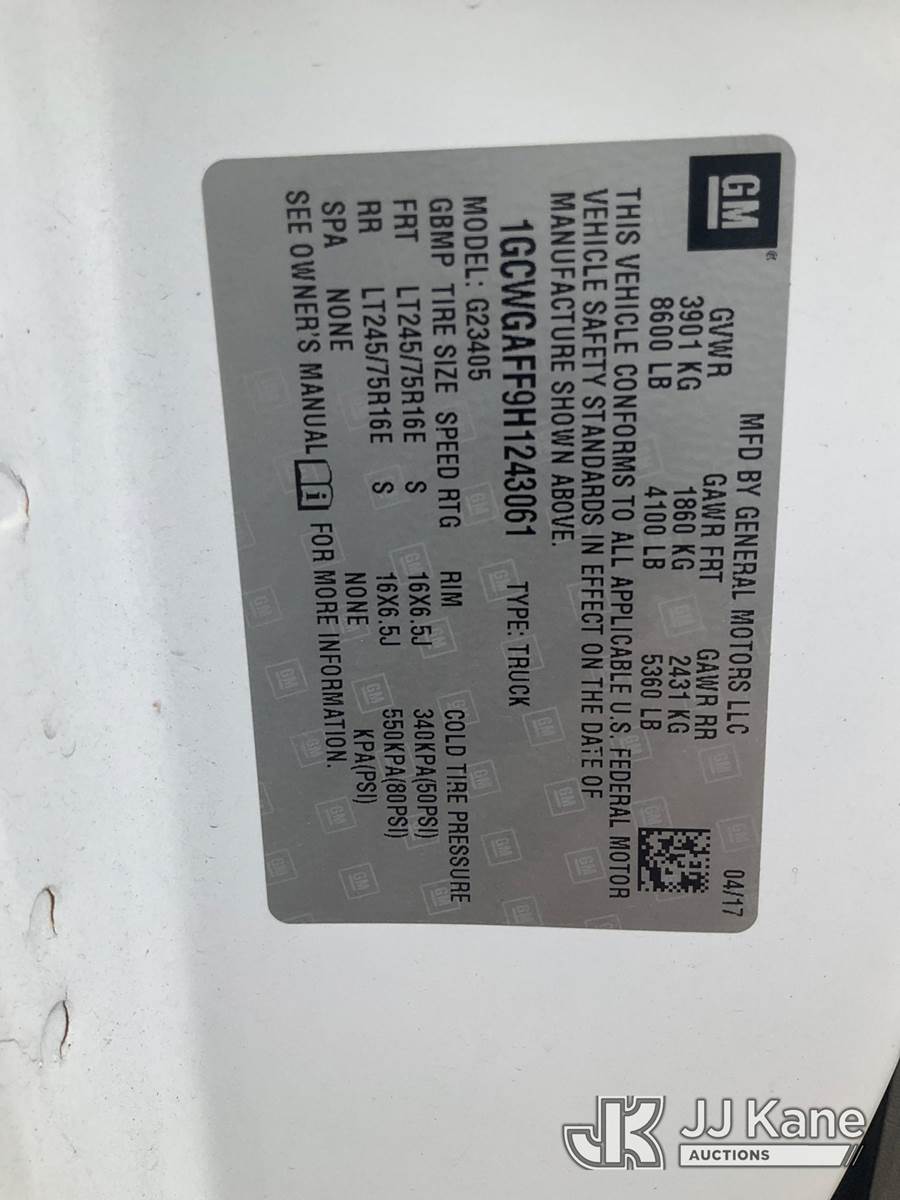 GM
MFD BY GENERAL MOTORS LLC 04/17
GVWR GAWR FRT GAWR RR
3901 KG 1860 KG 2431 KG
8600 LB 4100 LB 5360 LB
THIS VEHICLE CONFORMS TO ALL APPLICABLE U.S. FEDERAL MOTOR
VEHICLE SAFETY STANDARDS IN EFFECT ON THE DATE OF
MANUFACTURE SHOWN ABOVE.
1GCWGAFF9H1243061 TYPE: TRUCK
MODEL: G23405
GBMP TIRE SIZE SPEED RTG RIM COLD TIRE PRESSURE
FRT LT245/75R16E S 16X6.5J 340KPA(50PSI)
RR LT245/75R16E S 16X6.5J 550KPA(80PSI)
SPA NONE NONE KPA(PSI)
SEE OWNER'S MANUAL FOR MORE INFORMATION.
JK JJ Kane
AUCTIONS